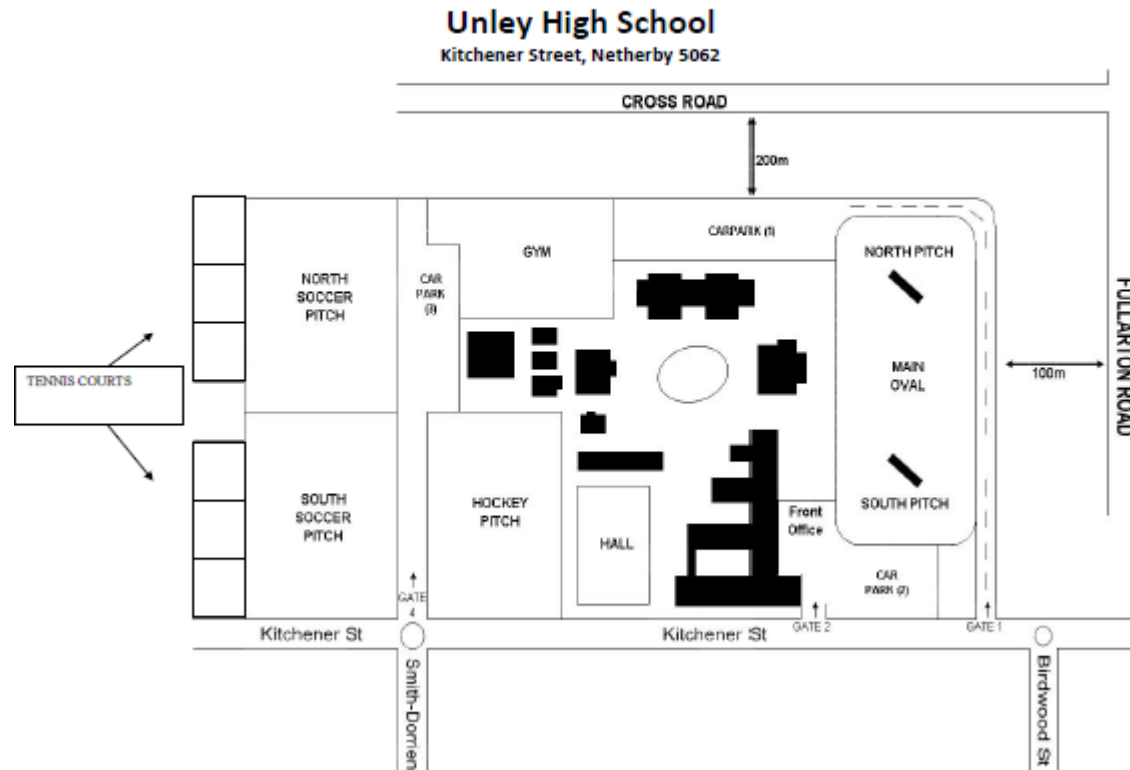 Unley High School
Kitchener Street, Netherby 5062
CROSS ROAD
200m
CARPARK (1)
GYM
NORTH PITCH
NORTH
SOCCER
PITCH
CAR
PARK
(3)
FULLARTON ROAD
MAIN
OVAL
100m
TENNIS COURTS
SOUTH
SOCCER
PITCH
HOCKEY
PITCH
SOUTH PITCH
Front
Office
HALL
CAR
PARK (2)
GATE
4
Kitchener St
Kitchener St
GATE 2
GATE 1
Smith-Dorrien
Birdwood St